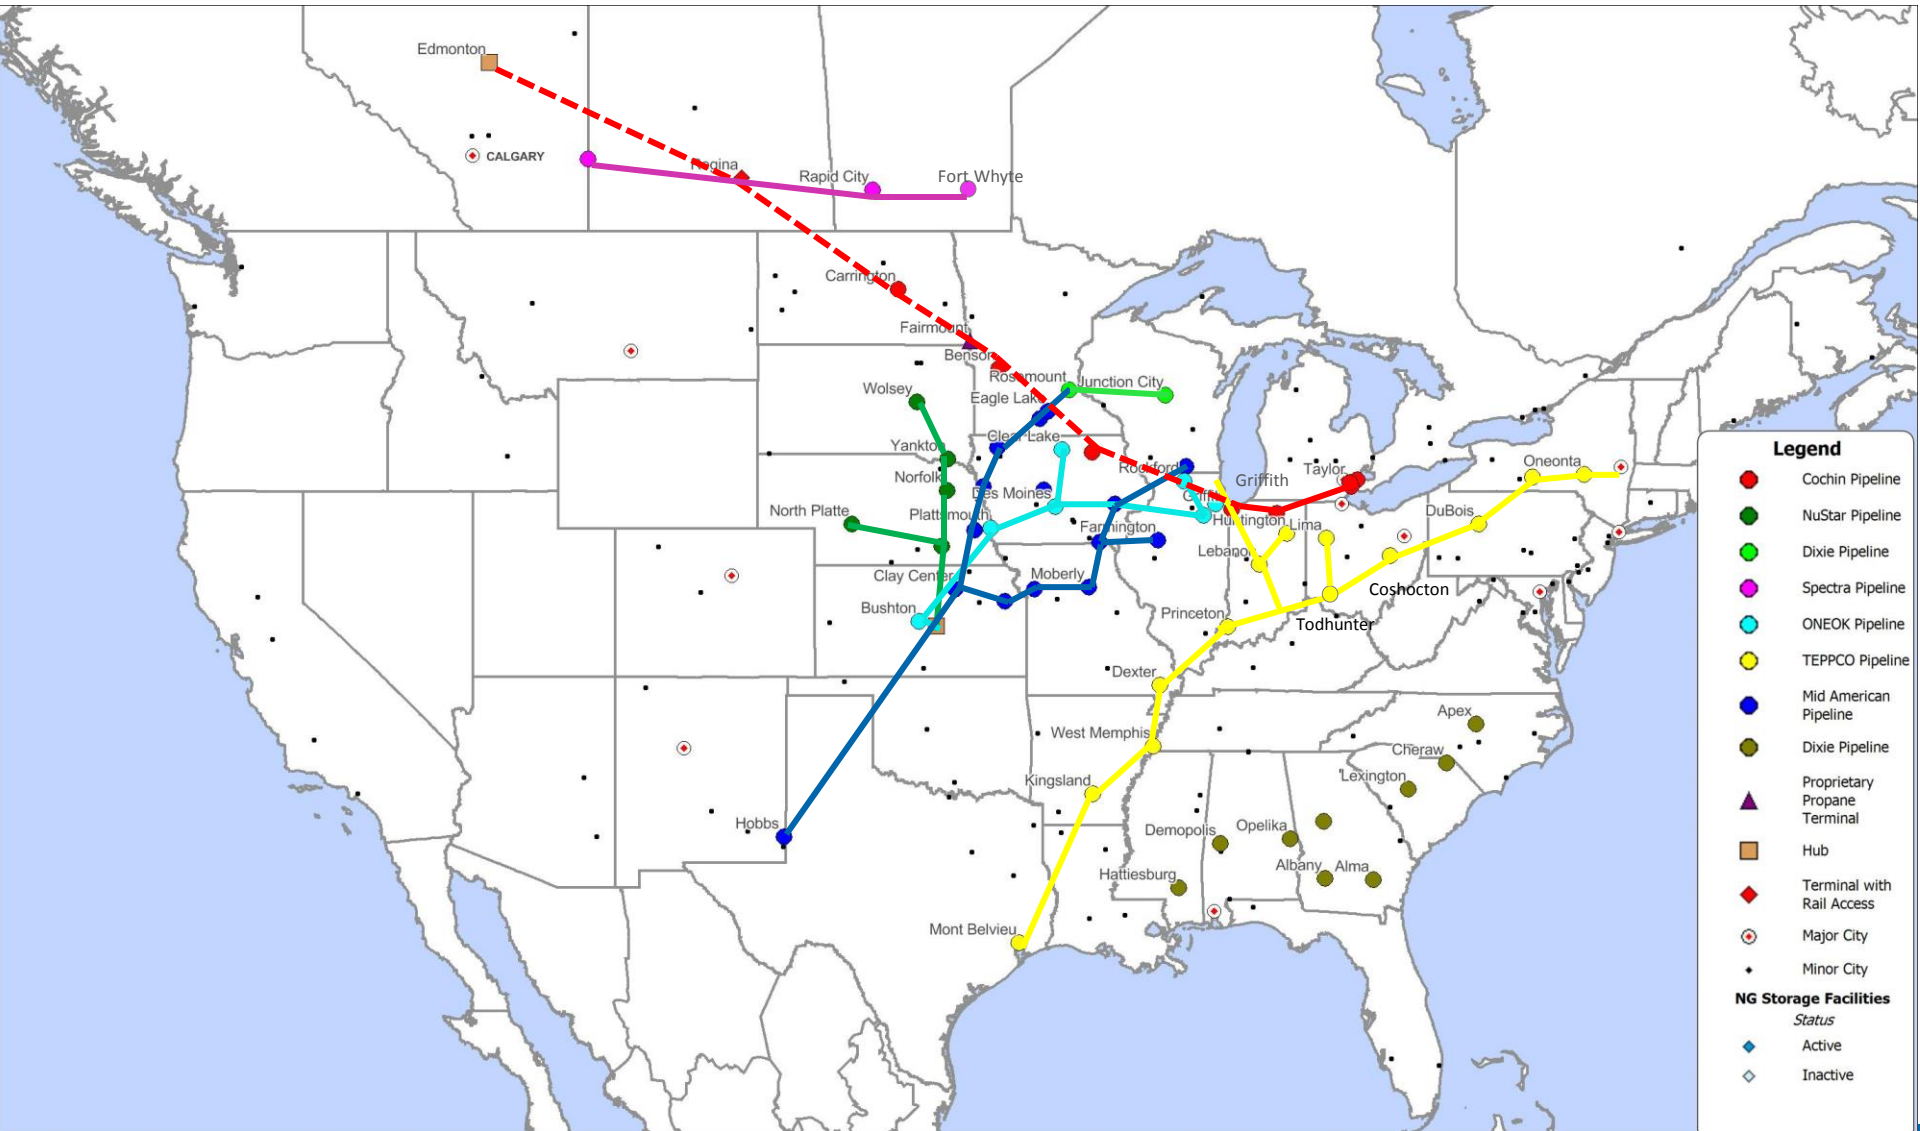 Edmonton
CALGARY
Regina
Rapid City
Fort Whyte
Carrington
Fairmount
Benson
Rosemount
Junction City
Wolsey
Eagle Lake
Yankton
Clear Lake
Norfolk
Rockford
Des Moines
Griffith
Griffith
Taylor
Oneonta
North Platte
Plattsmouth
Farmington
Huntington
Lima
DuBois
Lebanon
Clay Center
Moberly
Coshocton
Bushton
Princeton
Todhunter
Dexter
West Memphis
Apex
Cheraw
Kingsland
Lexington
Hobbs
Demopolis
Opelika
Hattiesburg
Albany
Alma
Mont Belvieu
Legend
Cochin Pipeline
NuStar Pipeline
Dixie Pipeline
Spectra Pipeline
ONEOK Pipeline
TEPPCO Pipeline
Mid American
Pipeline
Dixie Pipeline
Proprietary
Propane
Terminal
Hub
Terminal with
Rail Access
Major City
Minor City
NG Storage Facilities
Status
Active
Inactive